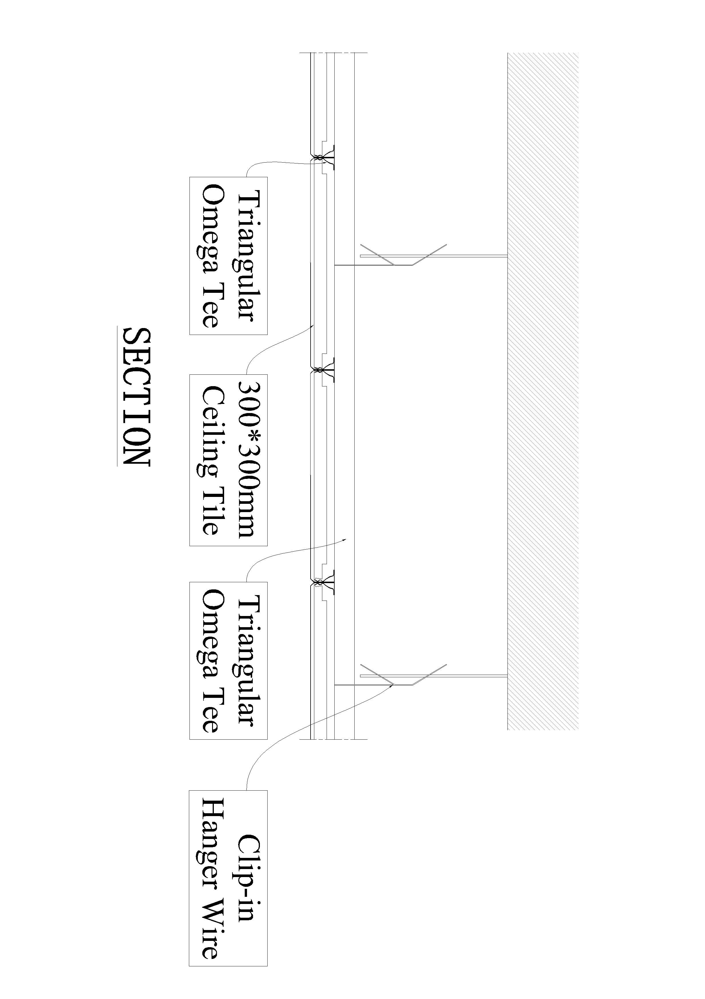 Triangular
Omega Tee
300*300mm
Ceiling Tile
Triangular
Omega Tee
Clip-in
Hanger Wire
SECTION